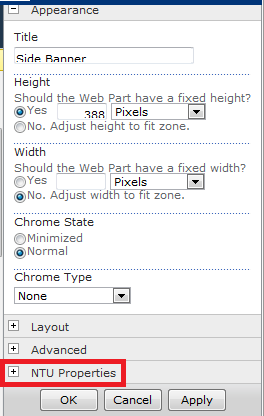 Appearance
Title
Side Banner
Height
Should the Web Part have a fixed height?
Yes 388 Pixels
No. Adjust height to fit zone.
Width
Should the Web Part have a fixed width?
Yes Pixels
No. Adjust width to fit zone.
Chrome State
Minimized
Normal
Chrome Type
None
Layout
Advanced
NTU Properties
OK Cancel Apply